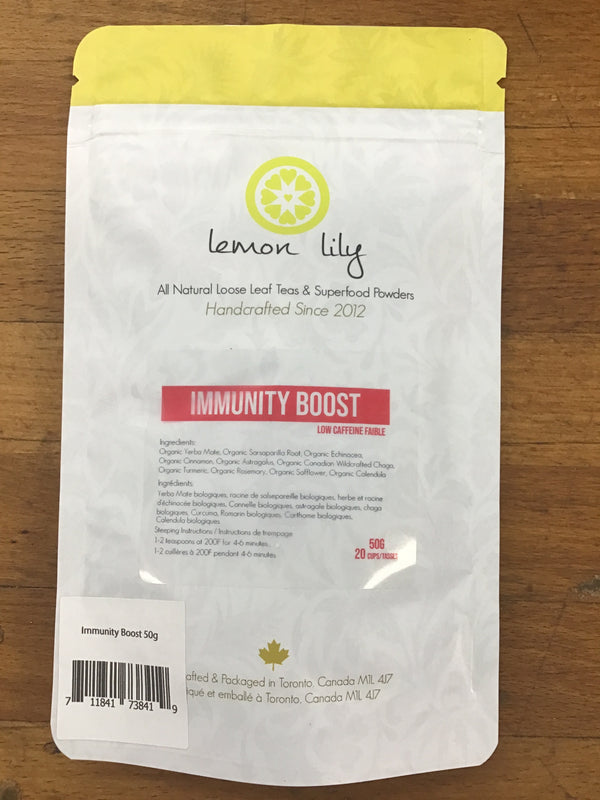 lemon lily
All Natural Loose Leaf Teas & Superfood Powders
Handcrafted Since 2012
IMMUNITY BOOST
LOW CAFFEINE FAIBLE
Ingredients:
Organic Yerba Mate, Organic Sarsaparilla Root, Organic Echinacea,
Organic Cinnamon, Organic Astragalus, Organic Canadian Wildcrafted Chaga,
Organic Turmeric, Organic Rosemary, Organic Safflower, Organic Calendula
Ingrédients:
Yerba Mate biologiques, racine de salsepareille biologiques, herbe et racine
d'échinacée biologiques, Cannelle biologiques, astragale biologiques, chaga
biologiques, Curcuma, Romarin biologiques, Carthame biologiques,
Calendula biologiques
Steeping Instructions / Instructions de trempage
1-2 teaspoons at 200F for 4-6 minutes...
1-2 cuillères à 200F pendant 4-6 minutes
50G
20 CUPS/TASSES
Immunity Boost 50g
7 11841 73841 9
afted & Packaged in Toronto, Canada M1L 4J7
iqué et emballé à Toronto, Canada M1L 4J7